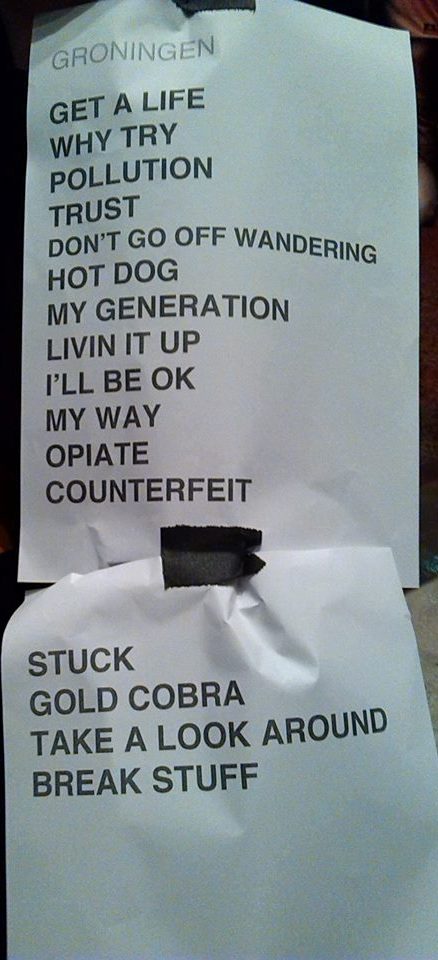 GRONINGEN
GET A LIFE
WHY TRY
POLLUTION
TRUST
DON'T GO OFF WANDERING
HOT DOG
MY GENERATION
LIVIN IT UP
I'LL BE OK
MY WAY
OPIATE
COUNTERFEIT
STUCK
GOLD COBRA
TAKE A LOOK AROUND
BREAK STUFF